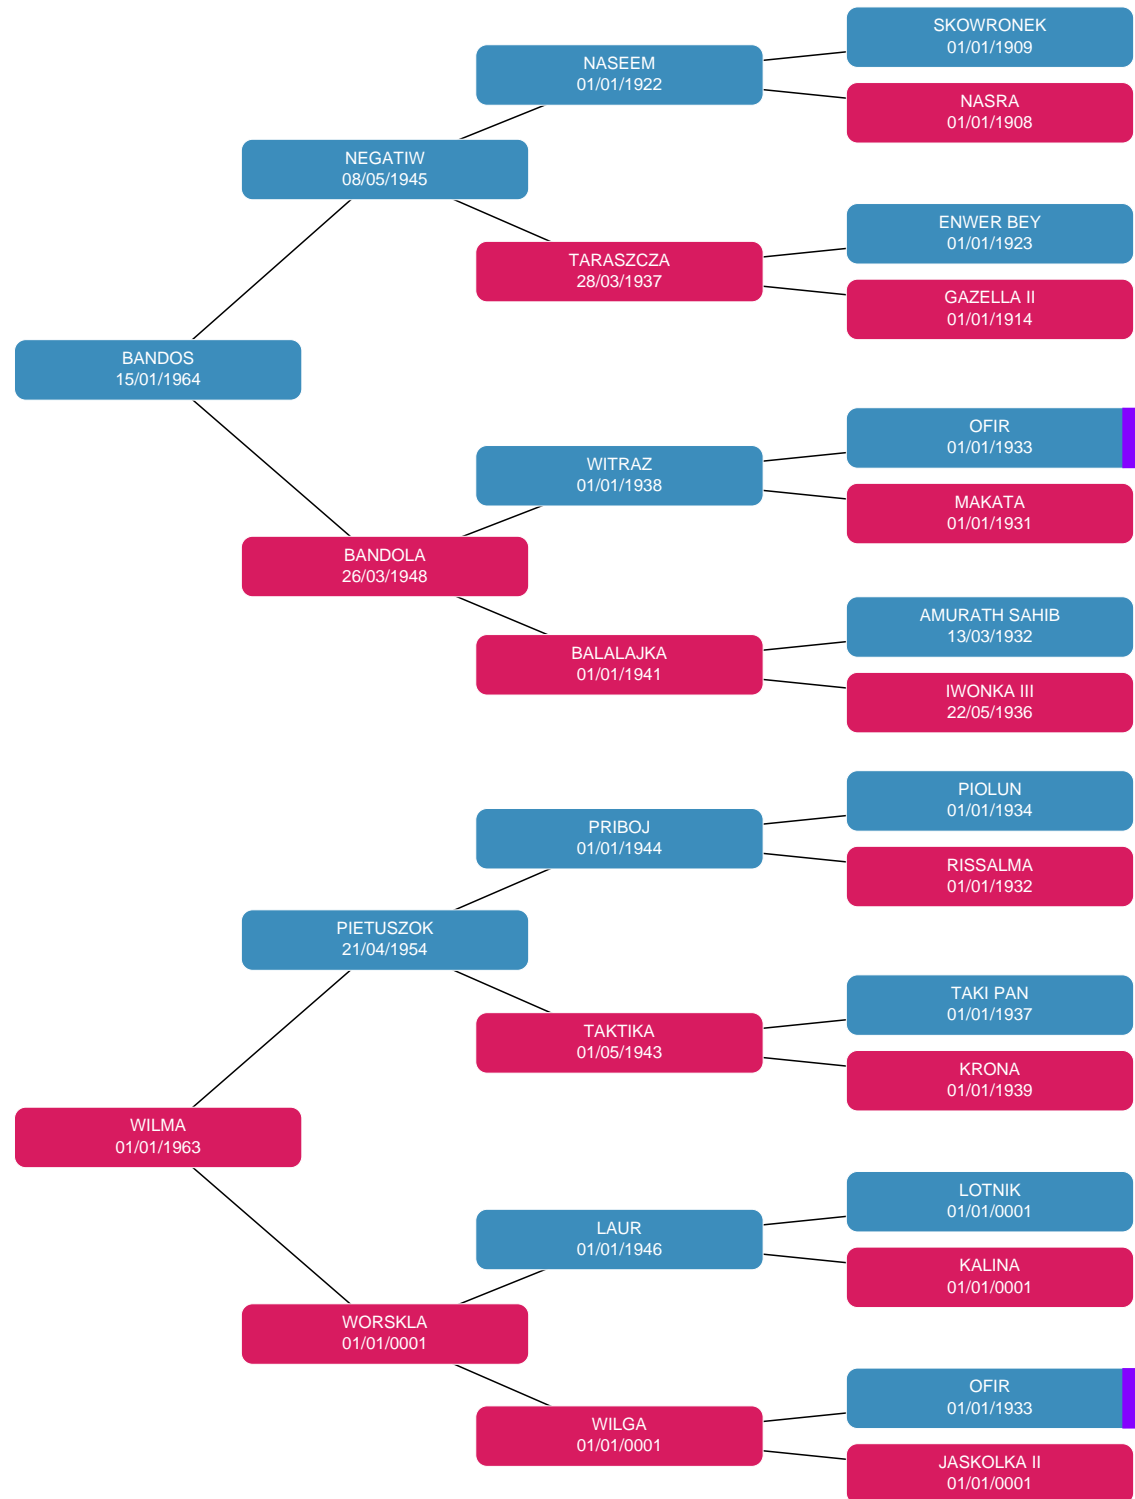 SKOWRONEK
01/01/1909
NASEEM
01/01/1922
NASRA
01/01/1908
NEGATIW
08/05/1945
ENWER BEY
01/01/1923
TARASZCZA
28/03/1937
GAZELLA II
01/01/1914
BANDOS
15/01/1964
OFIR
01/01/1933
WITRAZ
01/01/1938
MAKATA
01/01/1931
BANDOLA
26/03/1948
AMURATH SAHIB
13/03/1932
BALALAJKA
01/01/1941
IWONKA III
22/05/1936
PIOLUN
01/01/1934
PRIBOJ
01/01/1944
RISSALMA
01/01/1932
PIETUSZOK
21/04/1954
TAKI PAN
01/01/1937
TAKTIKA
01/05/1943
KRONA
01/01/1939
WILMA
01/01/1963
LOTNIK
01/01/0001
LAUR
01/01/1946
KALINA
01/01/0001
WORSKLA
01/01/0001
OFIR
01/01/1933
WILGA
01/01/0001
JASKOLKA II
01/01/0001